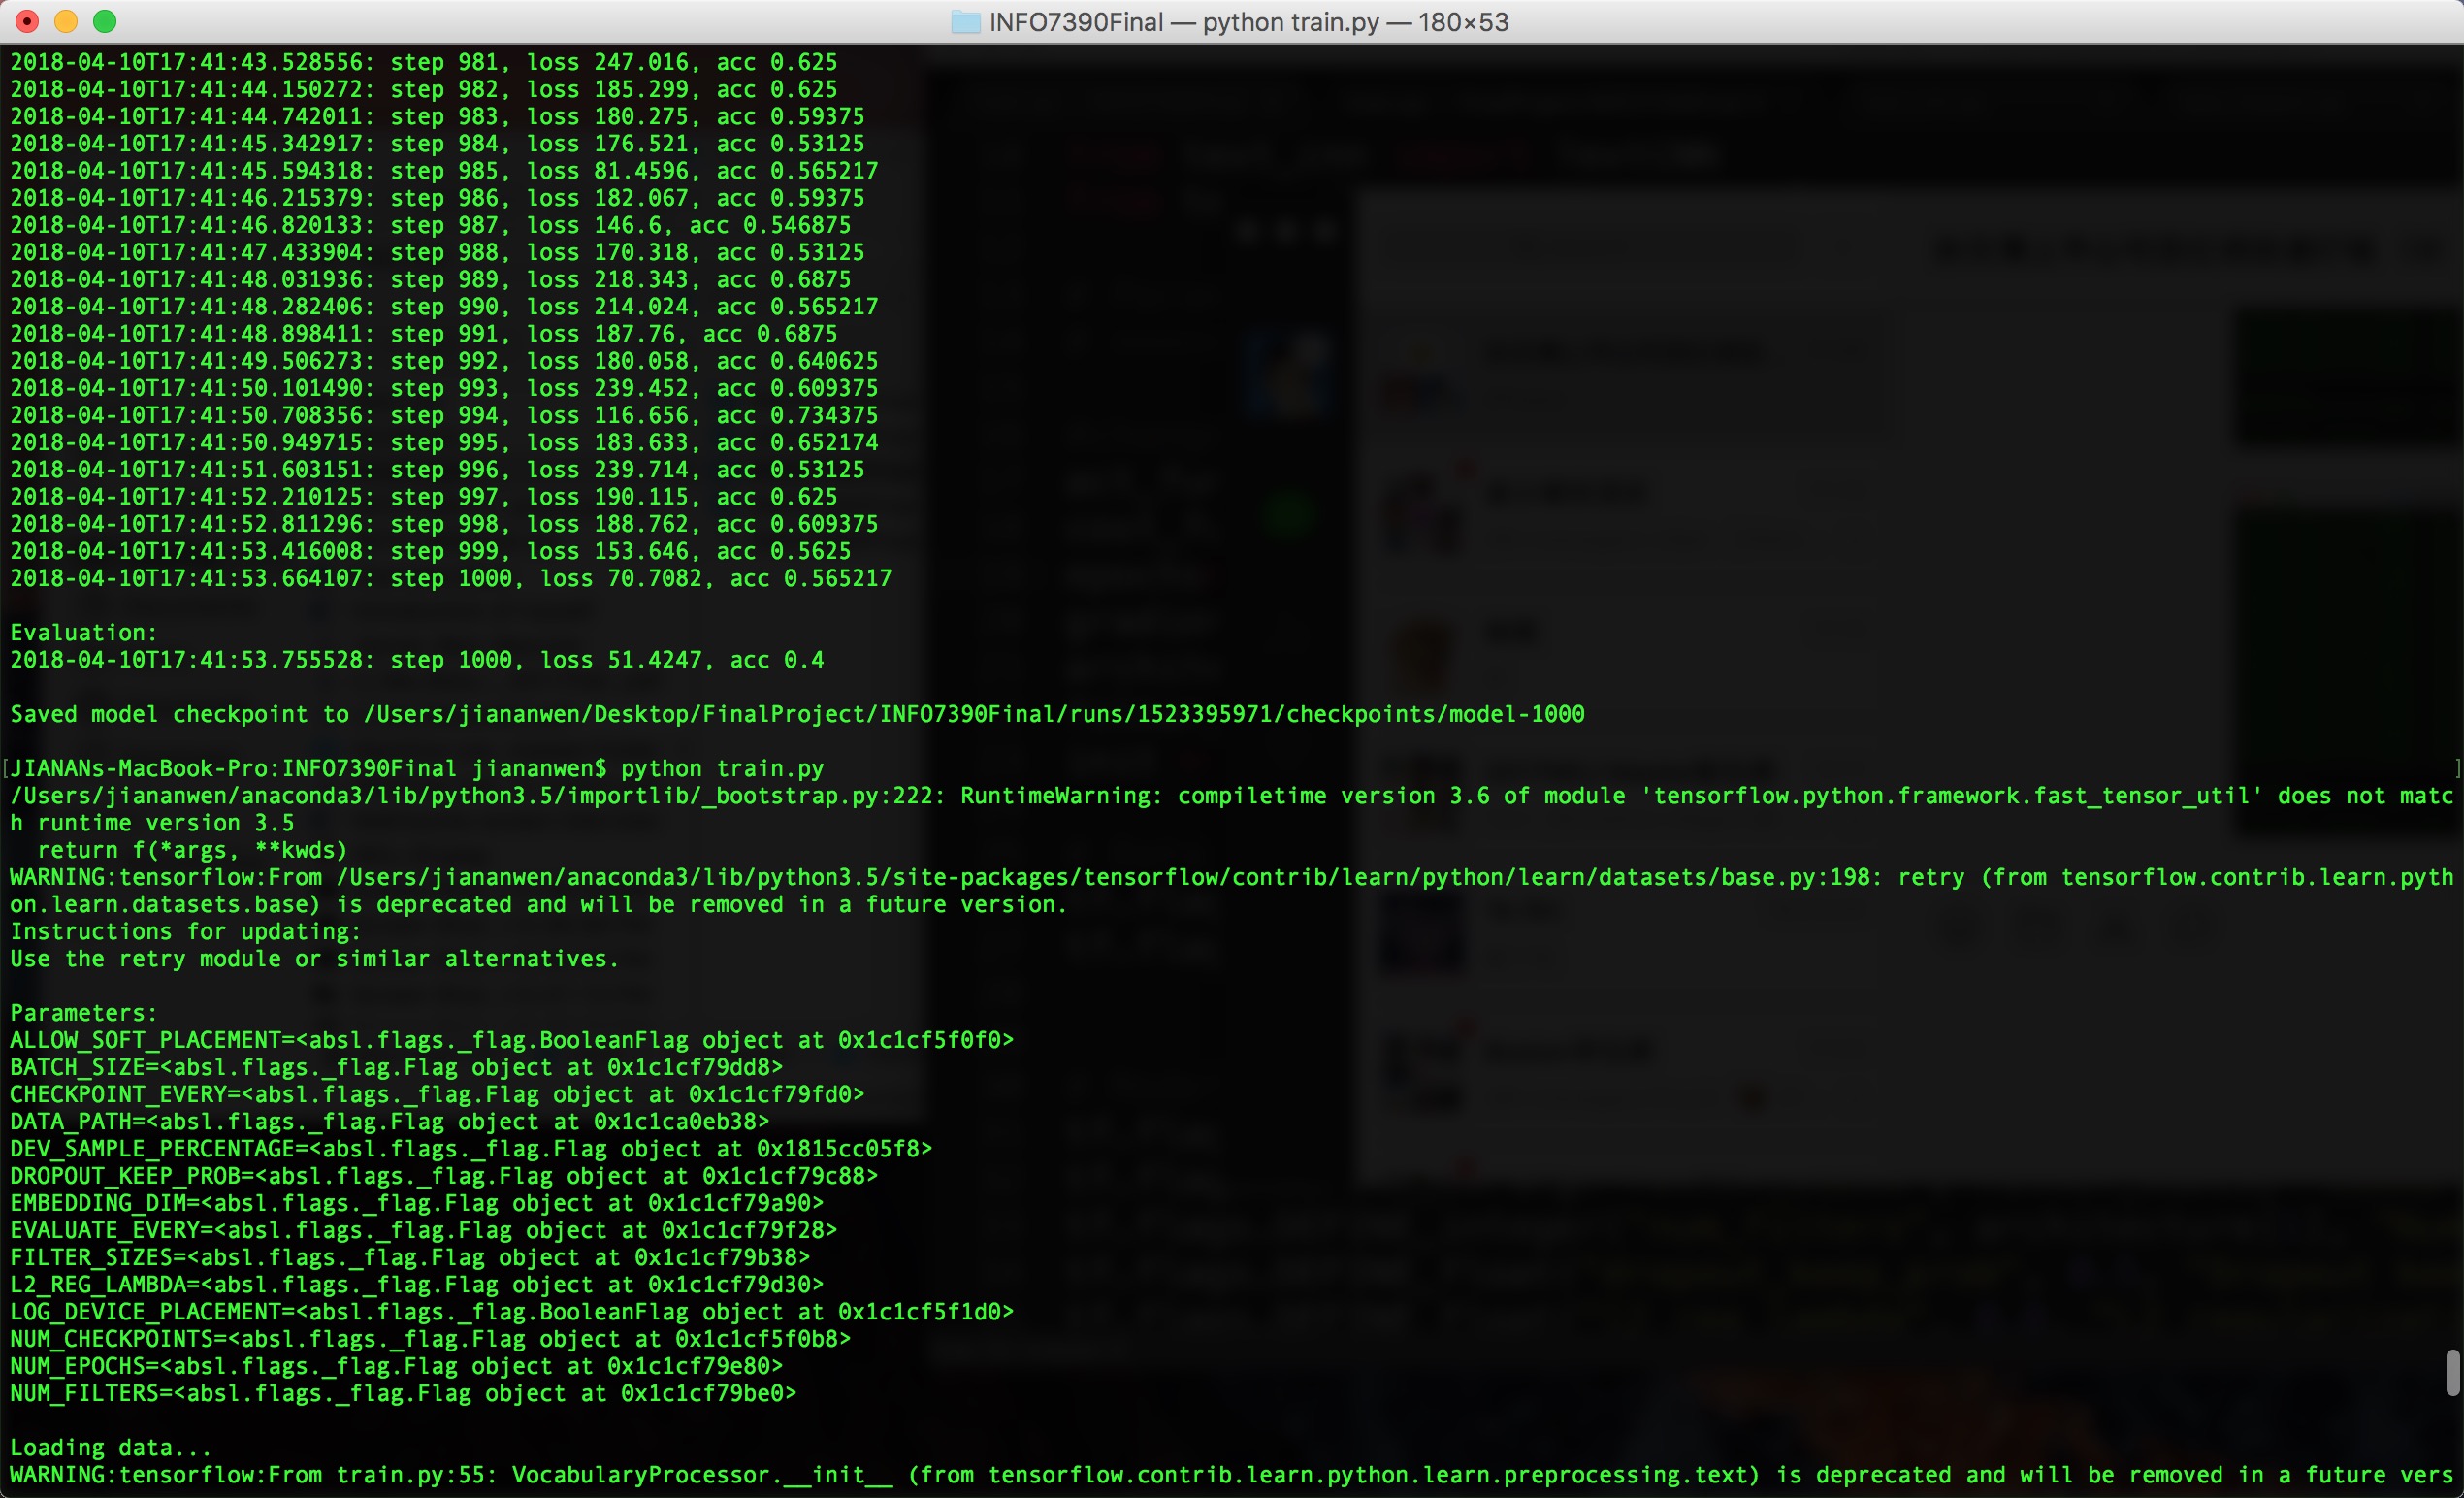 INFO7390Final — python train.py — 180×53
2018-04-10T17:41:43.528556: step 981, loss 247.016, acc 0.625
2018-04-10T17:41:44.150272: step 982, loss 185.299, acc 0.625
2018-04-10T17:41:44.742011: step 983, loss 180.275, acc 0.59375
2018-04-10T17:41:45.342917: step 984, loss 176.521, acc 0.53125
2018-04-10T17:41:45.594318: step 985, loss 81.4596, acc 0.565217
2018-04-10T17:41:46.215379: step 986, loss 182.067, acc 0.59375
2018-04-10T17:41:46.820133: step 987, loss 146.6, acc 0.546875
2018-04-10T17:41:47.433904: step 988, loss 170.318, acc 0.53125
2018-04-10T17:41:48.031936: step 989, loss 218.343, acc 0.6875
2018-04-10T17:41:48.282406: step 990, loss 214.024, acc 0.565217
2018-04-10T17:41:48.898411: step 991, loss 187.76, acc 0.6875
2018-04-10T17:41:49.506273: step 992, loss 180.058, acc 0.640625
2018-04-10T17:41:50.101490: step 993, loss 239.452, acc 0.609375
2018-04-10T17:41:50.708356: step 994, loss 116.656, acc 0.734375
2018-04-10T17:41:50.949715: step 995, loss 183.633, acc 0.652174
2018-04-10T17:41:51.603151: step 996, loss 239.714, acc 0.53125
2018-04-10T17:41:52.210125: step 997, loss 190.115, acc 0.625
2018-04-10T17:41:52.811296: step 998, loss 188.762, acc 0.609375
2018-04-10T17:41:53.416008: step 999, loss 153.646, acc 0.5625
2018-04-10T17:41:53.664107: step 1000, loss 70.7082, acc 0.565217
Evaluation:
2018-04-10T17:41:53.755528: step 1000, loss 51.4247, acc 0.4
Saved model checkpoint to /Users/jiananwen/Desktop/FinalProject/INFO7390Final/runs/1523395971/checkpoints/model-1000
[JIANANs-MacBook-Pro:INFO7390Final jiananwen$ python train.py ]
/Users/jiananwen/anaconda3/lib/python3.5/importlib/_bootstrap.py:222: RuntimeWarning: compiletime version 3.6 of module 'tensorflow.python.framework.fast_tensor_util' does not matc
h runtime version 3.5
  return f(*args, **kwds)
WARNING:tensorflow:From /Users/jiananwen/anaconda3/lib/python3.5/site-packages/tensorflow/contrib/learn/python/learn/datasets/base.py:198: retry (from tensorflow.contrib.learn.pyth
on.learn.datasets.base) is deprecated and will be removed in a future version.
Instructions for updating:
Use the retry module or similar alternatives.
Parameters:
ALLOW_SOFT_PLACEMENT=<absl.flags._flag.BooleanFlag object at 0x1c1cf5f0f0>
BATCH_SIZE=<absl.flags._flag.Flag object at 0x1c1cf79dd8>
CHECKPOINT_EVERY=<absl.flags._flag.Flag object at 0x1c1cf79fd0>
DATA_PATH=<absl.flags._flag.Flag object at 0x1c1ca0eb38>
DEV_SAMPLE_PERCENTAGE=<absl.flags._flag.Flag object at 0x1815cc05f8>
DROPOUT_KEEP_PROB=<absl.flags._flag.Flag object at 0x1c1cf79c88>
EMBEDDING_DIM=<absl.flags._flag.Flag object at 0x1c1cf79a90>
EVALUATE_EVERY=<absl.flags._flag.Flag object at 0x1c1cf79f28>
FILTER_SIZES=<absl.flags._flag.Flag object at 0x1c1cf79b38>
L2_REG_LAMBDA=<absl.flags._flag.Flag object at 0x1c1cf79d30>
LOG_DEVICE_PLACEMENT=<absl.flags._flag.BooleanFlag object at 0x1c1cf5f1d0>
NUM_CHECKPOINTS=<absl.flags._flag.Flag object at 0x1c1cf5f0b8>
NUM_EPOCHS=<absl.flags._flag.Flag object at 0x1c1cf79e80>
NUM_FILTERS=<absl.flags._flag.Flag object at 0x1c1cf79be0>
Loading data...
WARNING:tensorflow:From train.py:55: VocabularyProcessor.__init__ (from tensorflow.contrib.learn.python.learn.preprocessing.text) is deprecated and will be removed in a future vers